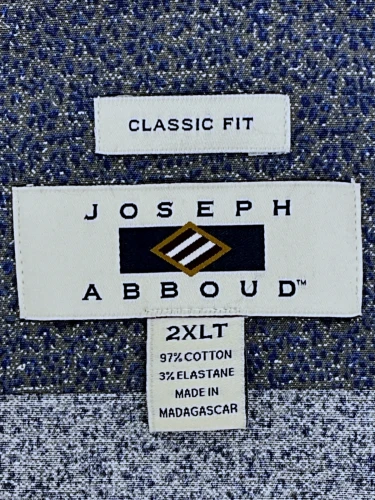 CLASSIC FIT
JOSEPH
ABBOUD™
2XLT
97% COTTON
3% ELASTANE
MADE IN
MADAGASCAR